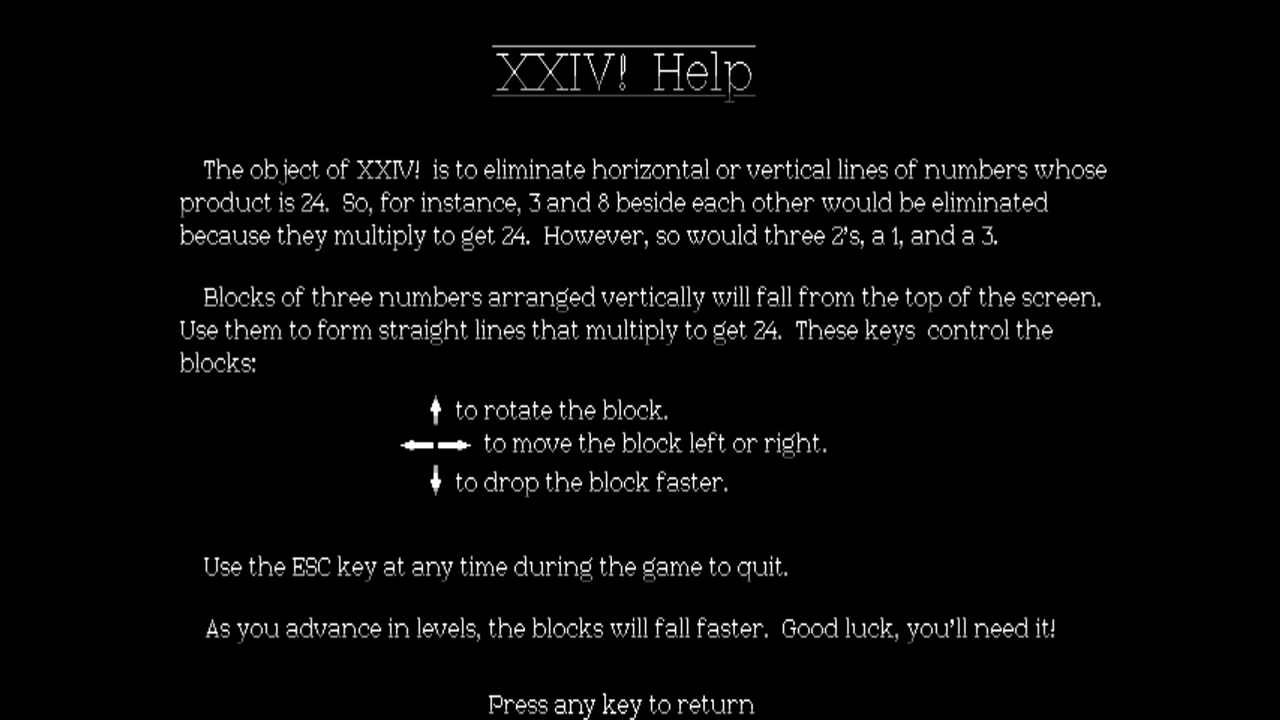 XXIV! Help
The object of XXIV! is to eliminate horizontal or vertical lines of numbers whose
product is 24. So, for instance, 3 and 8 beside each other would be eliminated
because they multiply to get 24. However, so would three 2's, a 1, and a 3.
Blocks of three numbers arranged vertically will fall from the top of the screen.
Use them to form straight lines that multiply to get 24. These keys control the
blocks:
to rotate the block.
to move the block left or right.
to drop the block faster.
Use the ESC key at any time during the game to quit.
As you advance in levels, the blocks will fall faster. Good luck, you'll need it!
Press any key to return